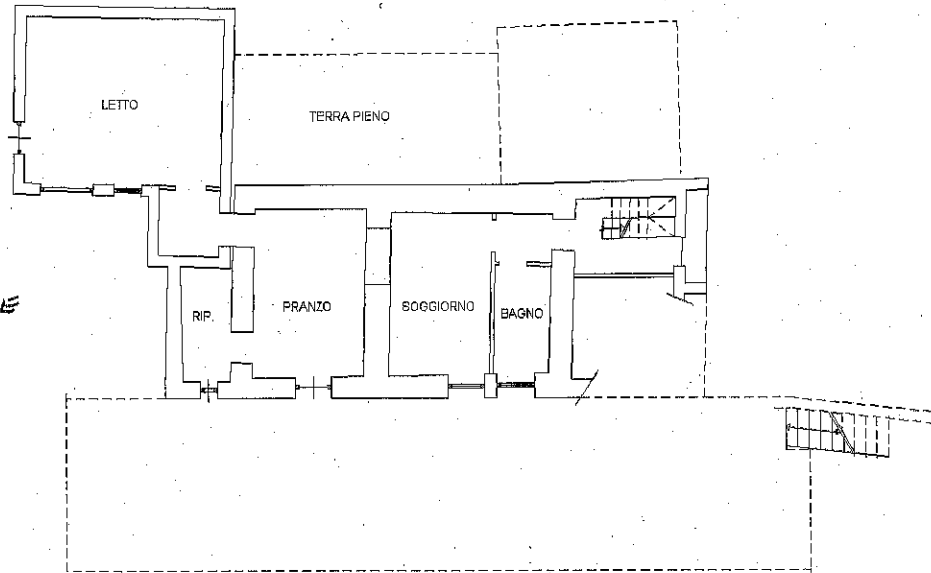 LETTO
TERRA PIENO
RIP.
PRANZO
SOGGIORNO
BAGNO